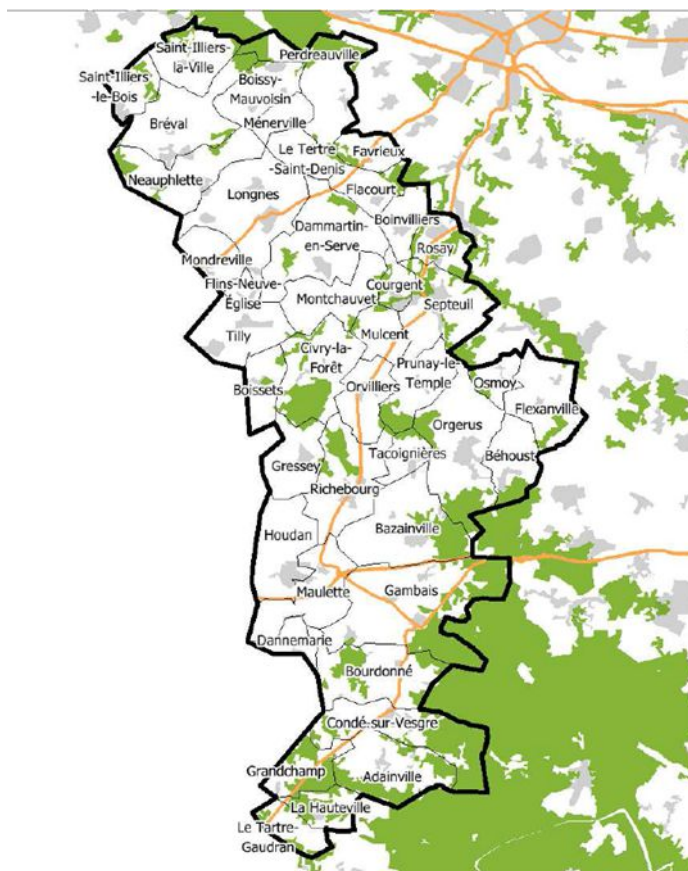 Saint-Illiers-
la-Ville
Perdreauville
Saint-Illiers
-le-Bois
Boissy-
Mauvoisin
Bréval
Ménerville
Le Tertre
-Saint-Denis
Favrieux
Neauphlette
Longnes
Flacourt
Dammartin-
en-Serve
Boinvilliers
Rosay
Mondreville
Flins-Neuve-
Église
Courgent
Montchauvet
Septeuil
Tilly
Mulcent
Civry-la-
Forêt
Prunay-le-
Temple
Boissets
Orvilliers
Osmoy
Flexanville
Orgerus
Gressey
Tacoignières
Béhoust
Richebourg
Houdan
Bazainville
Maulette
Gambais
Dannemarie
Bourdonné
Condé-sur-Vesgre
Grandchamp
Adainville
La Hauteville
Le Tartre-
Gaudran